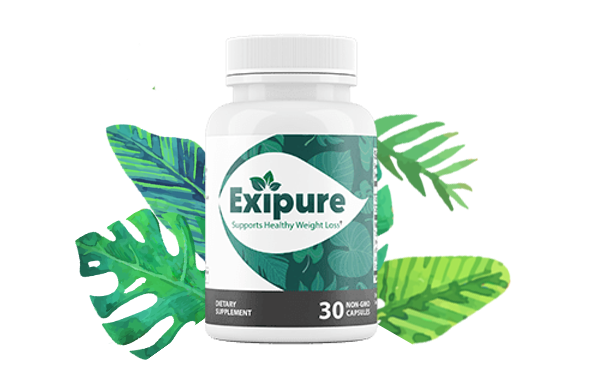 Exipure
Supports Healthy Weight Loss†
DIETARY
SUPPLEMENT
30 NON-GMO
CAPSULES